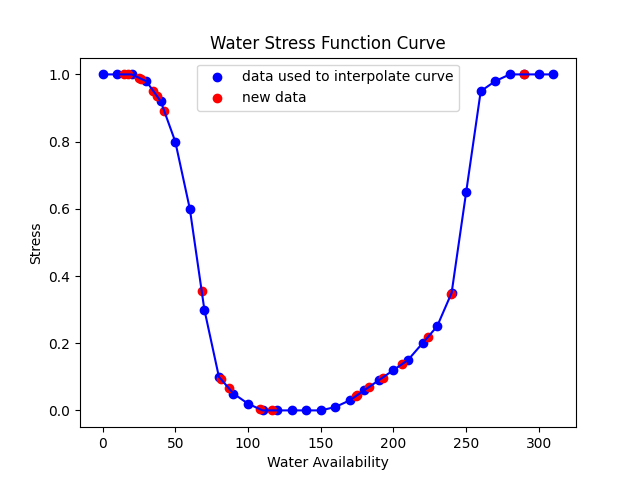 Water Stress Function Curve
data used to interpolate curve
new data
1.0
0.8
0.6
0.4
0.2
0.0
Stress
0 50 100 150 200 250 300
Water Availability